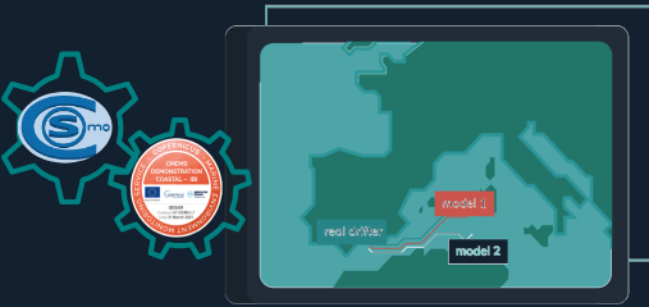 CSmo
COPERNICUS - MARINE ENVIRONMENT MONITORING SERVICE -
CMEMS
DEMONSTRATION
COASTAL - IBI
real drifter
model 1
model 2